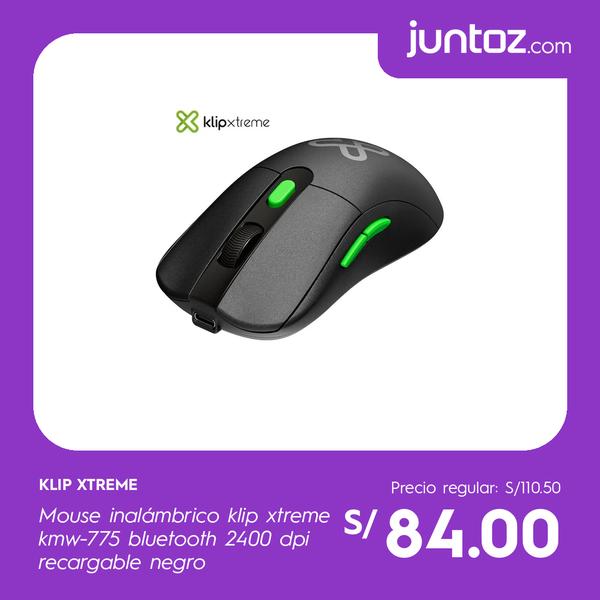 juntoz.com
klipxtreme
KLIP XTREME
Mouse inalámbrico klip xtreme
kmw-775 bluetooth 2400 dpi
recargable negro
Precio regular: S/110.50
S/ 84.00